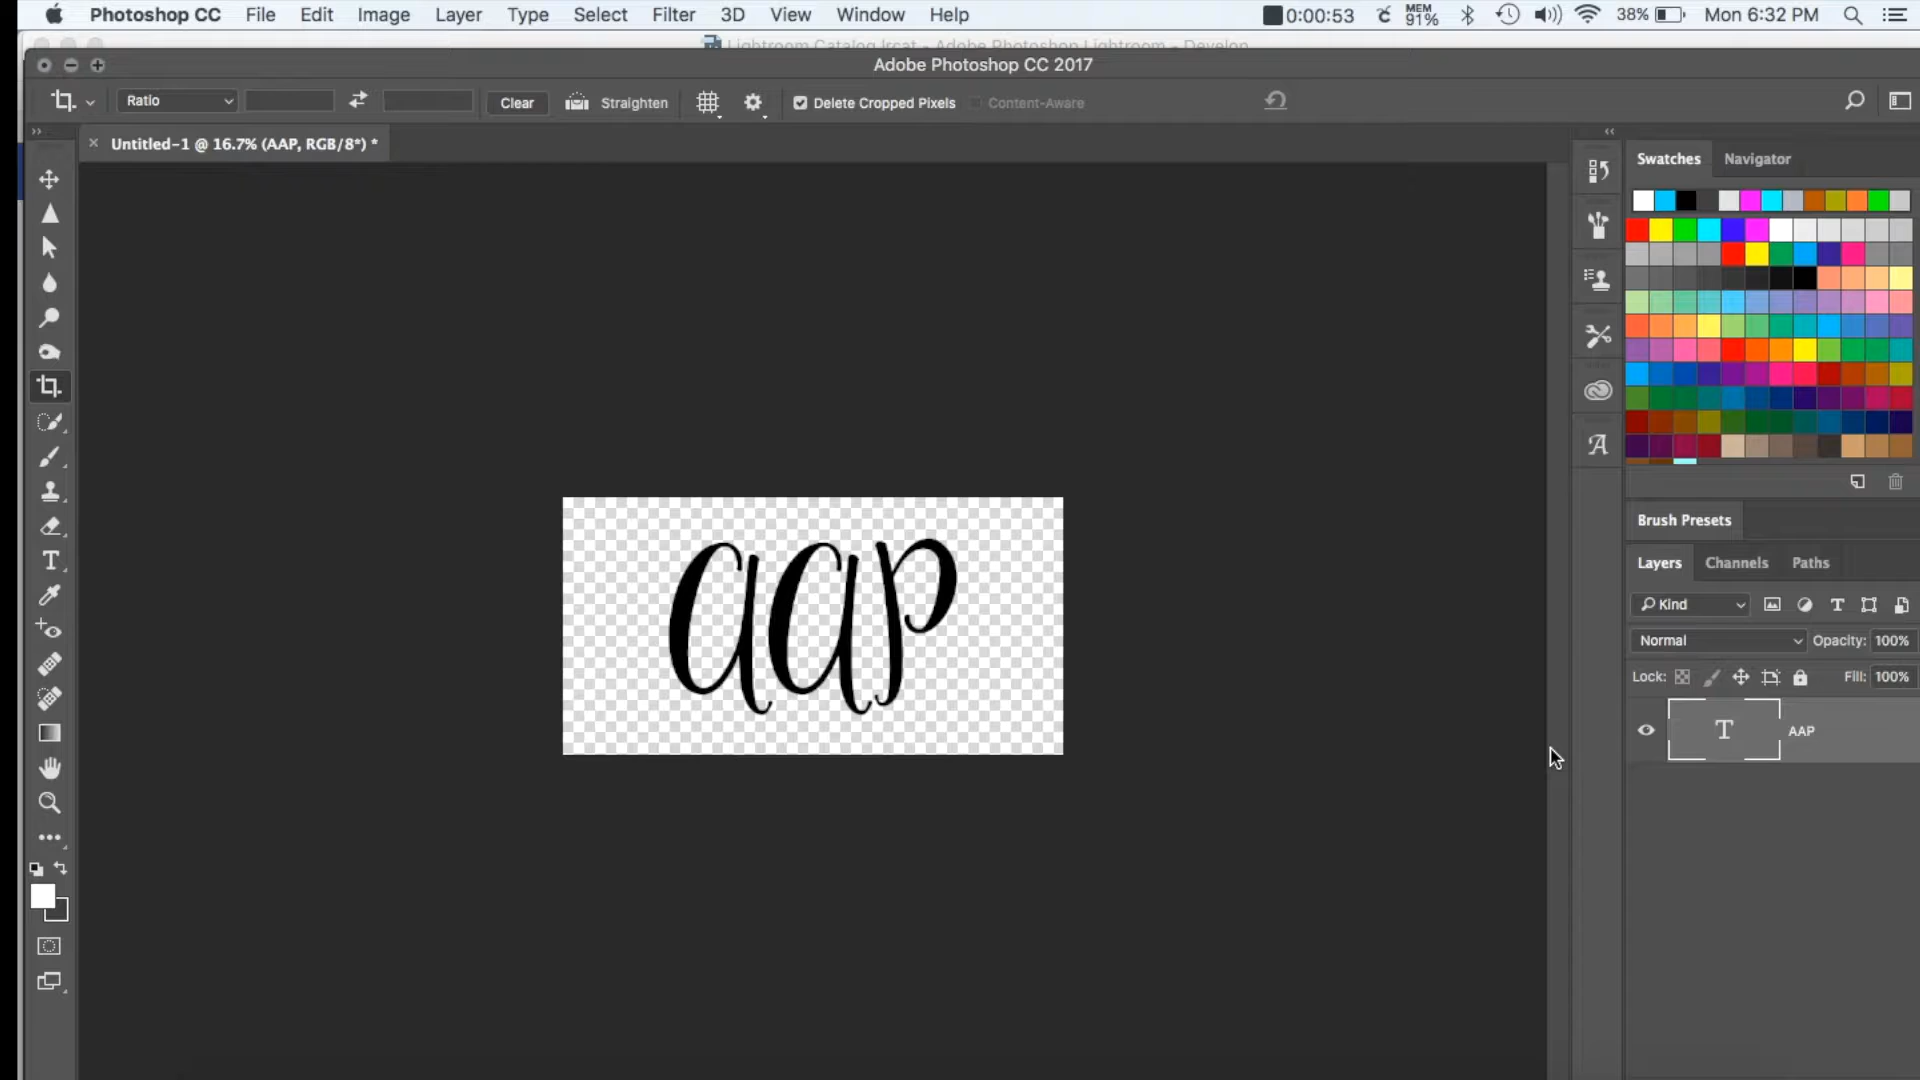 Photoshop CC File Edit Image Layer Type Select Filter 3D View Window Help 0:00:53 MEM 91% 38% Mon 6:32 PM
Lightroom Catalog.lrcat - Adobe Photoshop Lightroom - Develop
Adobe Photoshop CC 2017
Ratio Clear Straighten Delete Cropped Pixels Content-Aware
Untitled-1 @ 16.7% (AAP, RGB/8*) *
Swatches Navigator
aap
Brush Presets
Layers Channels Paths
Kind
Normal Opacity: 100%
Lock: Fill: 100%
T AAP